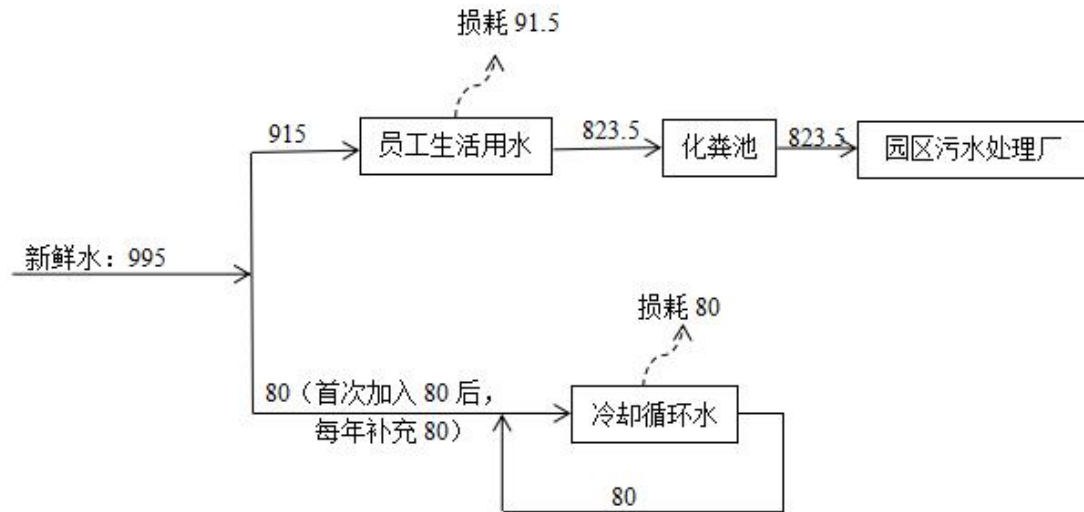 损耗 91.5
915
员工生活用水
823.5
化粪池
823.5
园区污水处理厂
新鲜水：995
损耗 80
80（首次加入 80 后，
每年补充 80）
冷却循环水
80